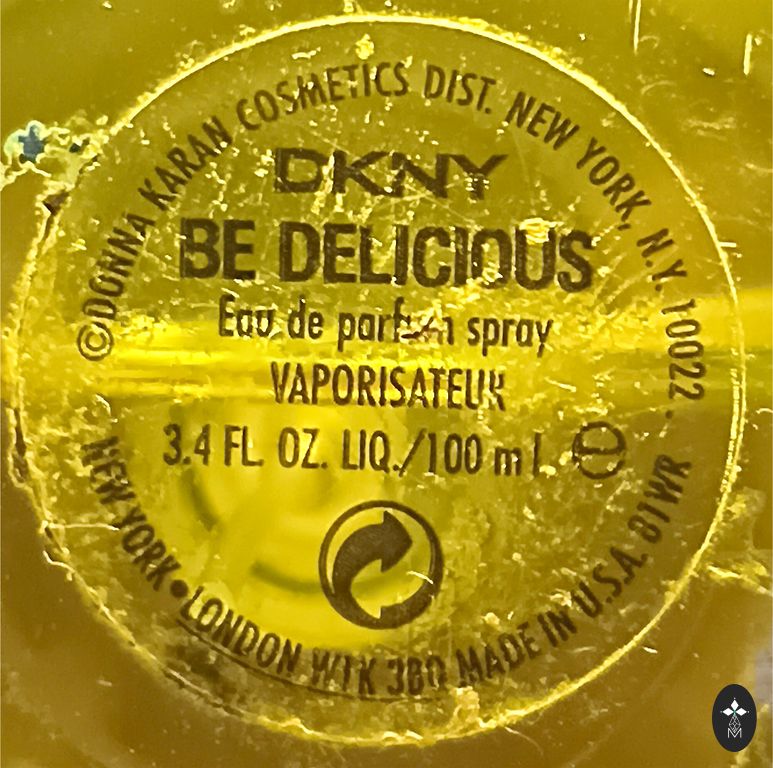 ©DONNA KARAN COSMETICS DIST. NEW YORK, N.Y. 10022.
DKNY
BE DELICIOUS
Eau de parfum spray
VAPORISATEUR
3.4 FL. OZ. LIQ./100 ml
NEW YORK•LONDON W1K 3BQ MADE IN U.S.A. 81WR
M